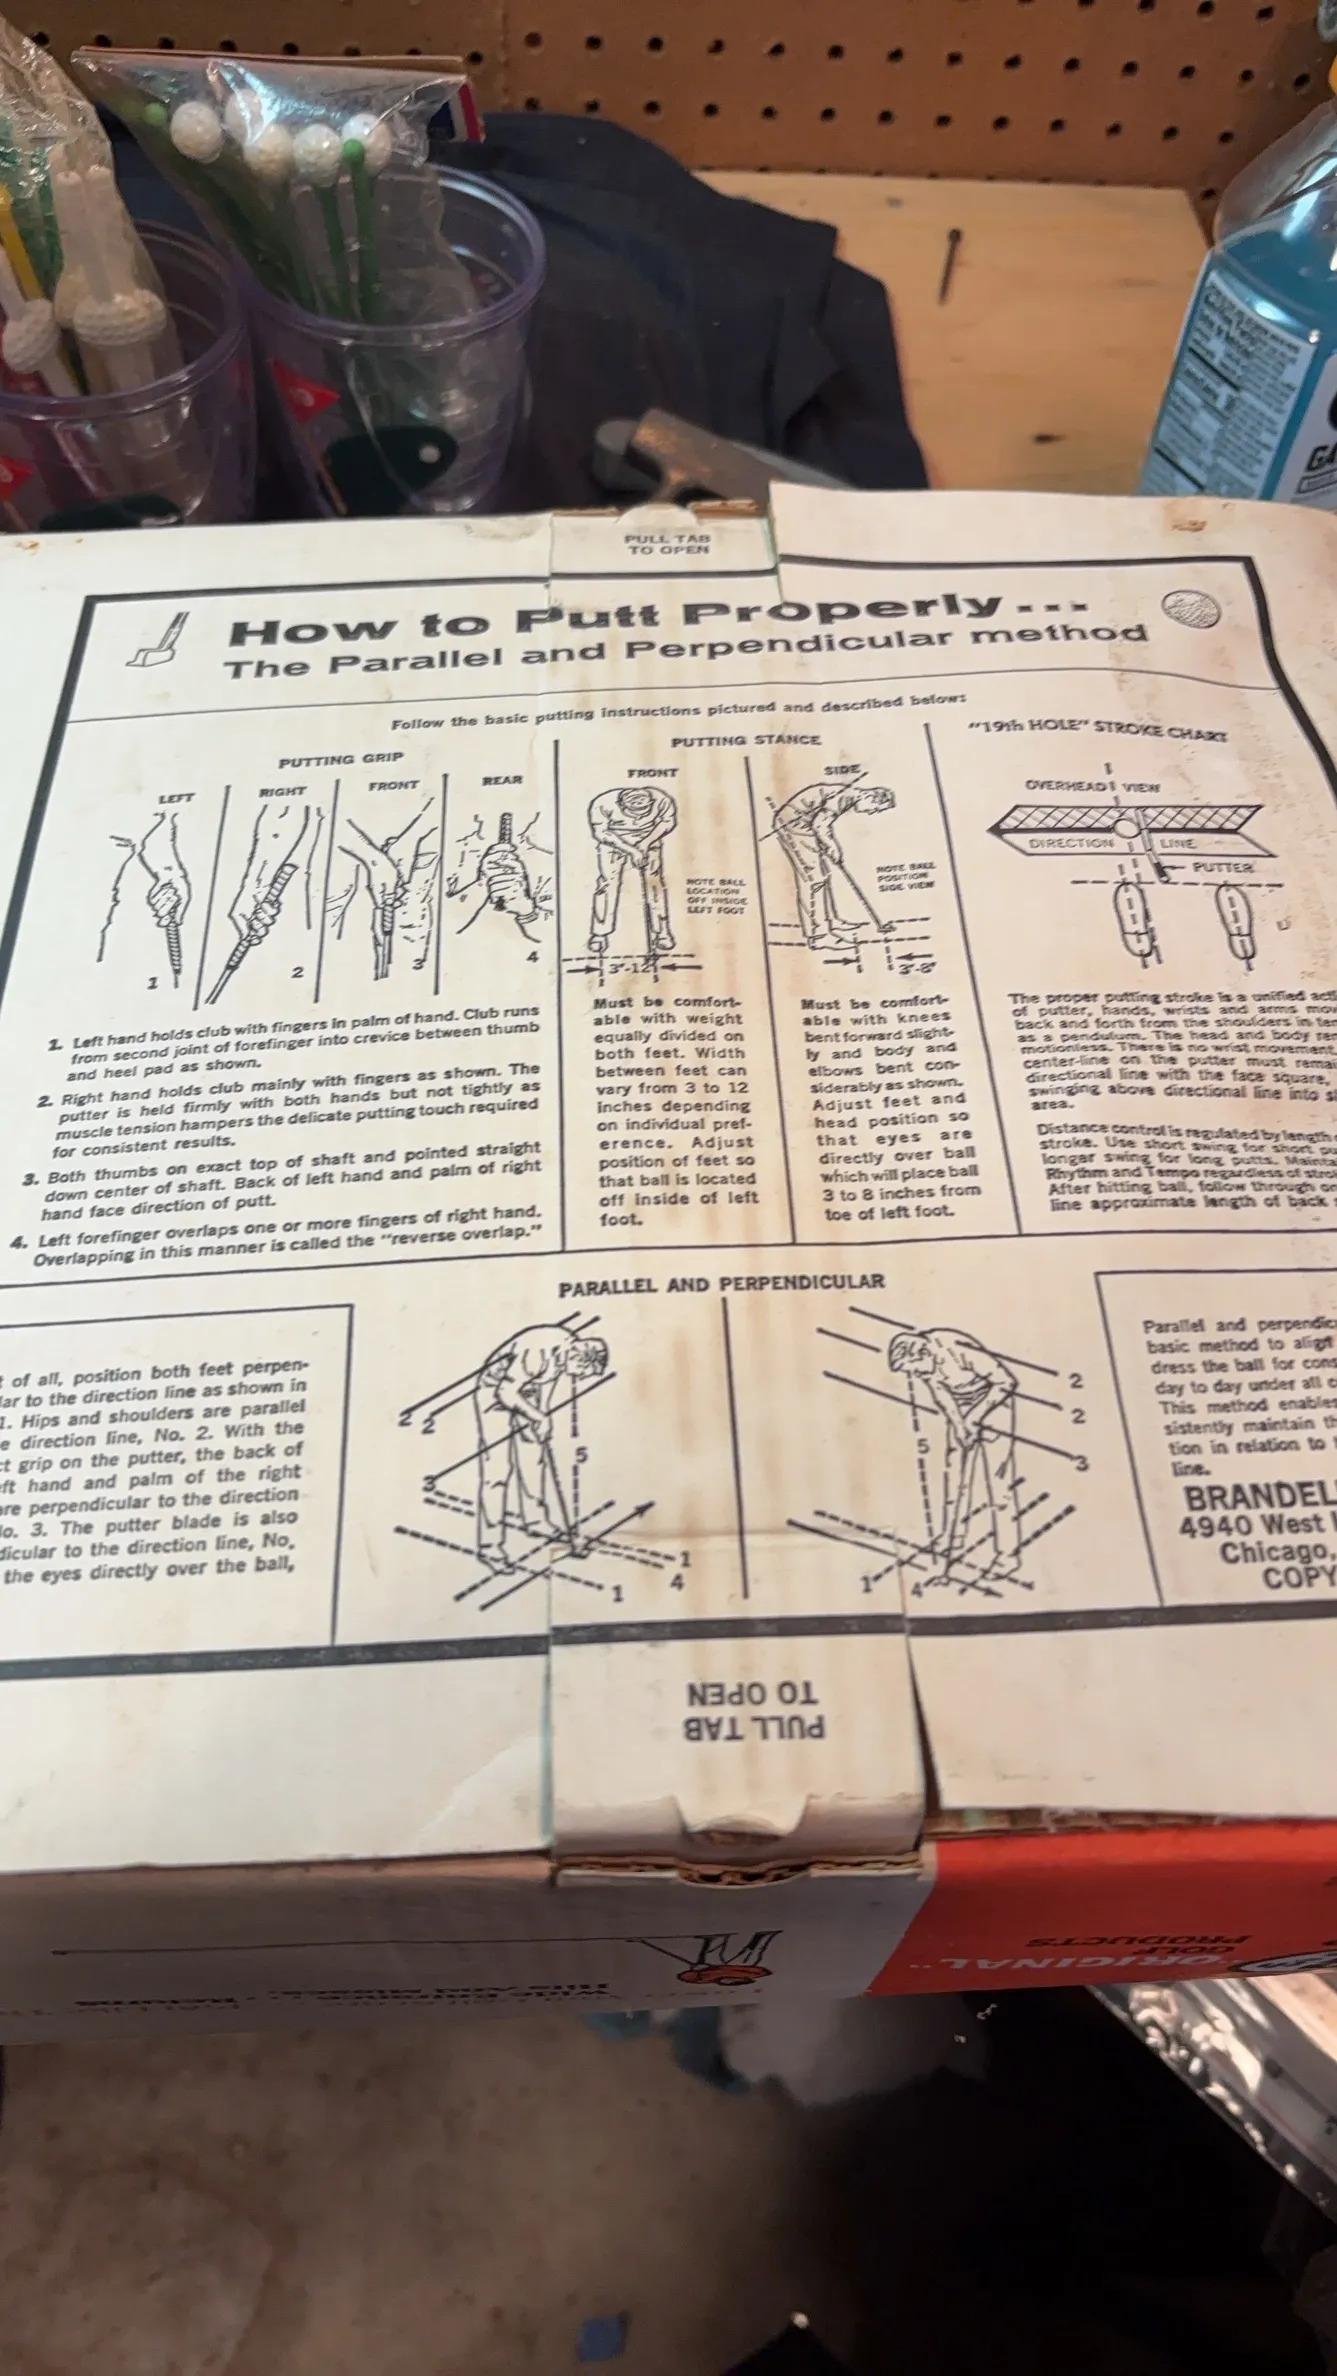 PULL TAB
TO OPEN
How to Putt Properly...
The Parallel and Perpendicular method
Follow the basic putting instructions pictured and described below:
PUTTING GRIP
LEFT
RIGHT
FRONT
REAR
1
2
3
4
1. Left hand holds club with fingers in palm of hand. Club runs
from second joint of forefinger into crevice between thumb
and heel pad as shown.
2. Right hand holds club mainly with fingers as shown. The
putter is held firmly with both hands but not tightly as
muscle tension hampers the delicate putting touch required
for consistent results.
3. Both thumbs on exact top of shaft and pointed straight
down center of shaft. Back of left hand and palm of right
hand face direction of putt.
4. Left forefinger overlaps one or more fingers of right hand.
Overlapping in this manner is called the "reverse overlap."
PUTTING STANCE
FRONT
NOTE BALL
LOCATION
OFF INSIDE
LEFT FOOT
3"-12"
Must be comfort-
able with weight
equally divided on
both feet. Width
between feet can
vary from 3 to 12
inches depending
on individual pref-
erence. Adjust
position of feet so
that ball is located
off inside of left
foot.
SIDE
NOTE BALL
POSITION
SIDE VIEW
3"-8"
Must be comfort-
able with knees
bent forward slight-
ly and body and
elbows bent con-
siderably as shown.
Adjust feet and
head position so
that eyes are
directly over ball
which will place ball
3 to 8 inches from
toe of left foot.
"19th HOLE" STROKE CHART
OVERHEAD VIEW
DIRECTION LINE
PUTTER
The proper putting stroke is a unified
of putter, hands, wrists and arms
back and forth from the shoulders in
as a pendulum. The head and body
motionless. There is no wrist movement.
center-line on the putter must
directional line with the face square,
swinging above directional line into
area.
Distance control is regulated by length
stroke. Use short swing for short
longer swing for long putts.
Rhythm and Tempo regardless of
After hitting ball, follow through
line approximate length of back
PARALLEL AND PERPENDICULAR
of all, position both feet perpen-
to the direction line as shown in
1. Hips and shoulders are parallel
direction line, No. 2. With the
grip on the putter, the back of
hand and palm of the right
are perpendicular to the direction
3. The putter blade is also
to the direction line, No.
the eyes directly over the ball,
2
2
3
5
1
4
1
2
2
3
5
1
4
Parallel and
basic method to align
dress the ball for
day to day under all
This method enables
sistently maintain
tion in relation to
line.
4940 West
Chicago,
PULL TAB
TO OPEN
ORIGINAL
GOLF
PRODUCTS